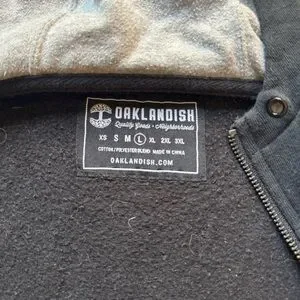 OAKLANDISH
Quality Goods • Neighborhoods
XS S M L XL 2XL 3XL
COTTON/POLYESTER BLEND MADE IN CHINA
OAKLANDISH.COM